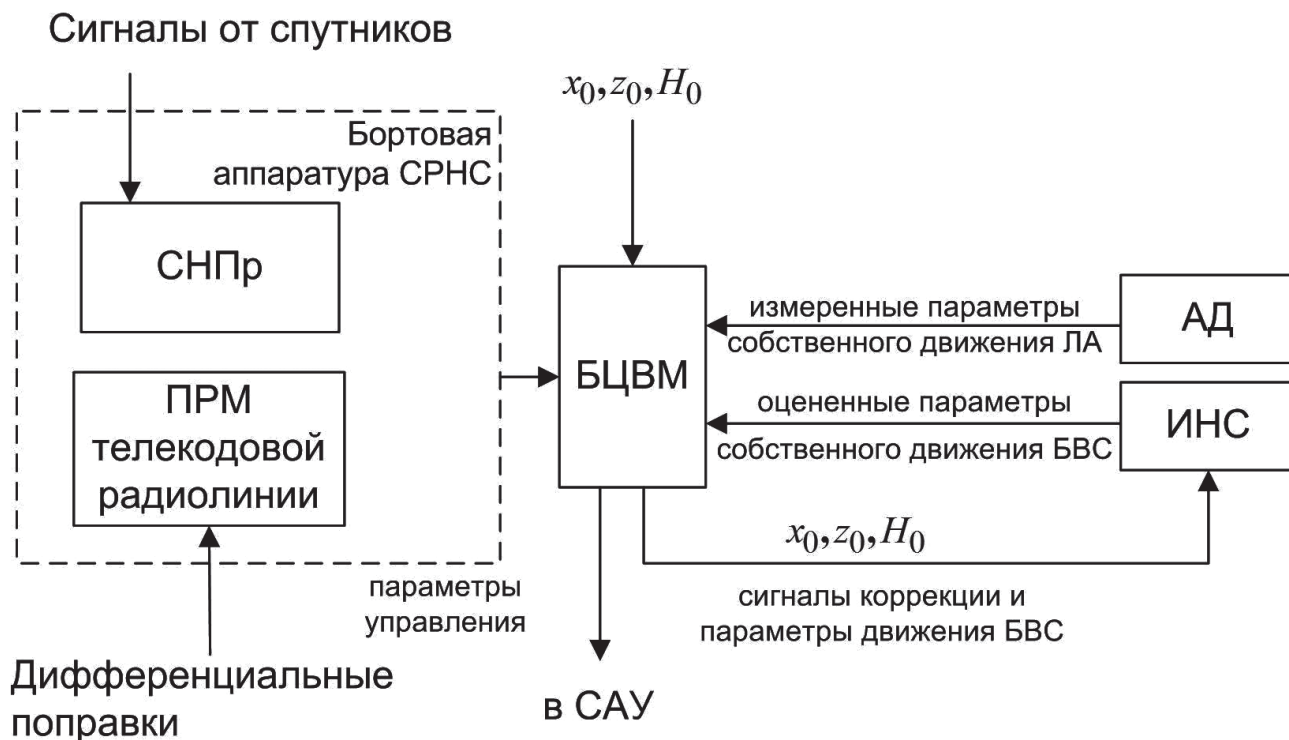 Сигналы от спутников
x₀, z₀, H₀
Бортовая
аппаратура СРНС
СНПр
ПРМ
телекодовой
радиолинии
БЦВМ
измеренные параметры
собственного движения ЛА
АД
оцененные параметры
собственного движения БВС
ИНС
x₀, z₀, H₀
сигналы коррекции и
параметры движения БВС
параметры
управления
Дифференциальные
поправки
в САУ